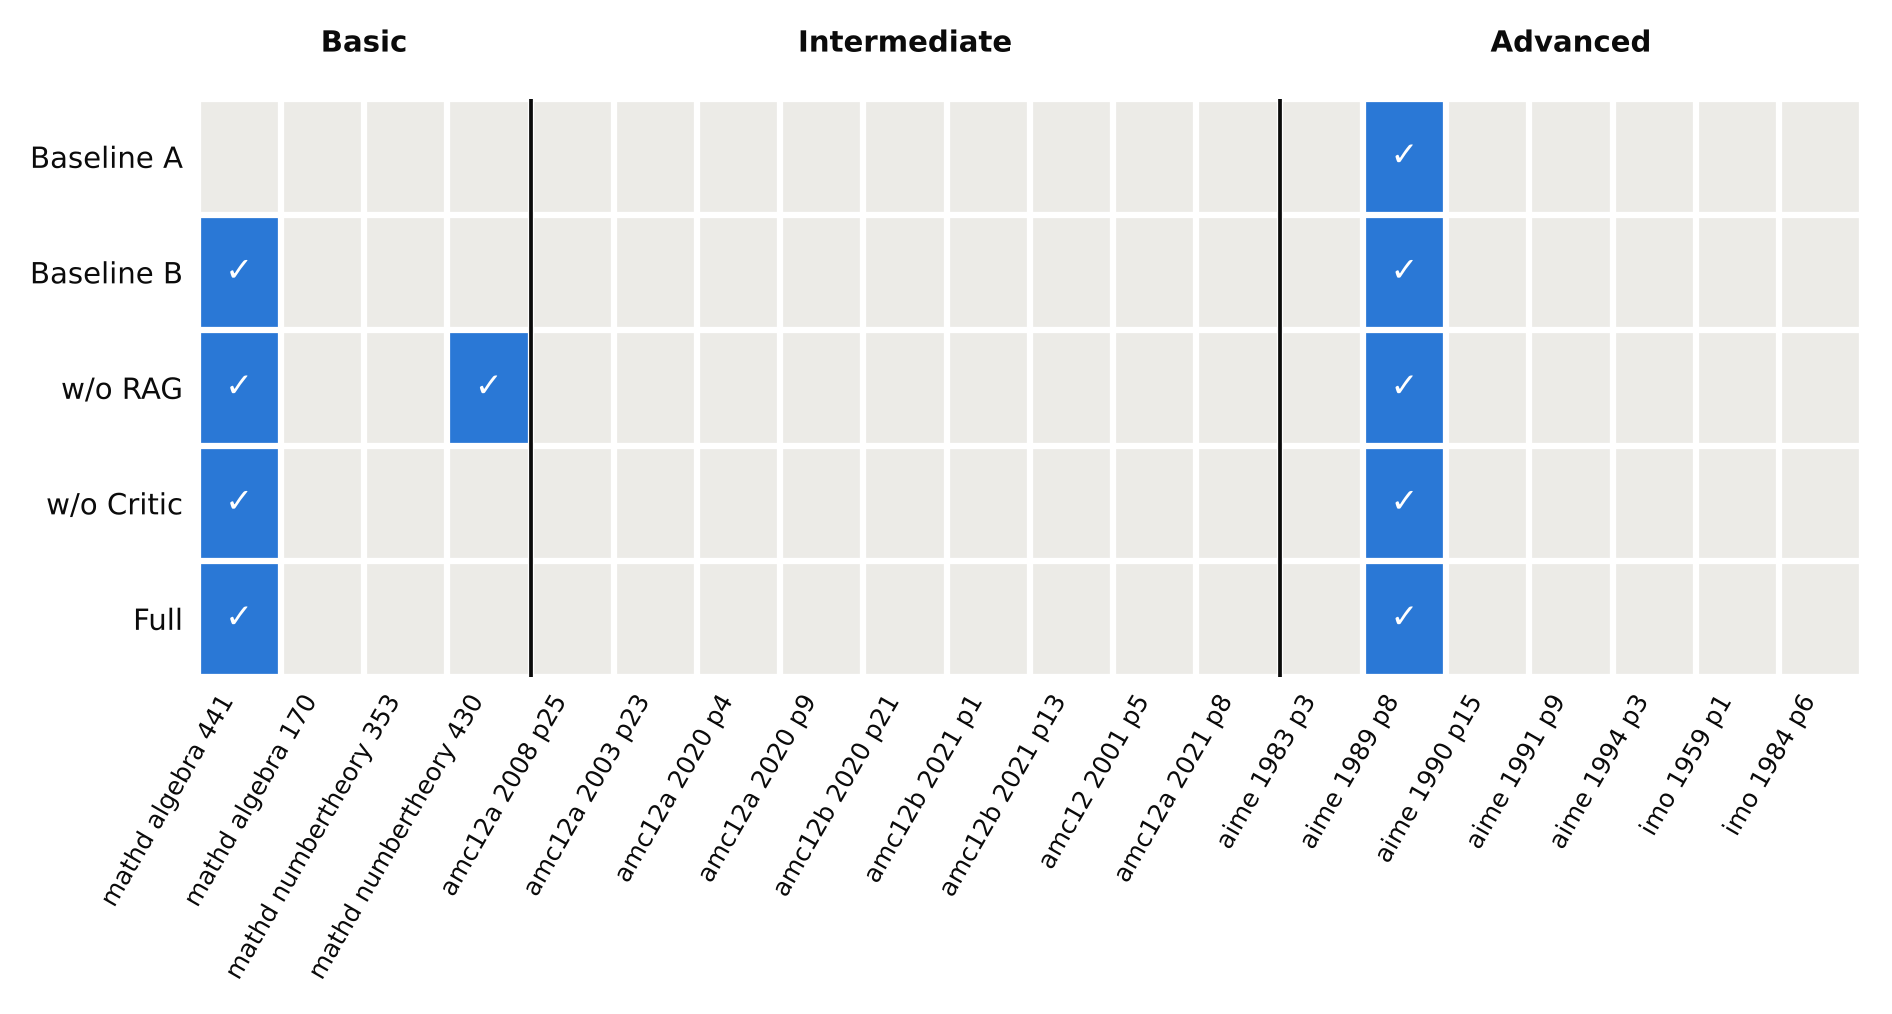 Basic Intermediate Advanced
Baseline A ✓
Baseline B ✓ ✓
w/o RAG ✓ ✓ ✓
w/o Critic ✓ ✓
Full ✓ ✓
mathd algebra 441
mathd algebra 170
mathd numbertheory 353
mathd numbertheory 430
amc12a 2008 p25
amc12a 2003 p23
amc12a 2020 p4
amc12a 2020 p9
amc12b 2020 p21
amc12b 2021 p1
amc12b 2021 p13
amc12 2001 p5
amc12a 2021 p8
aime 1983 p3
aime 1989 p8
aime 1990 p15
aime 1991 p9
aime 1994 p3
imo 1959 p1
imo 1984 p6